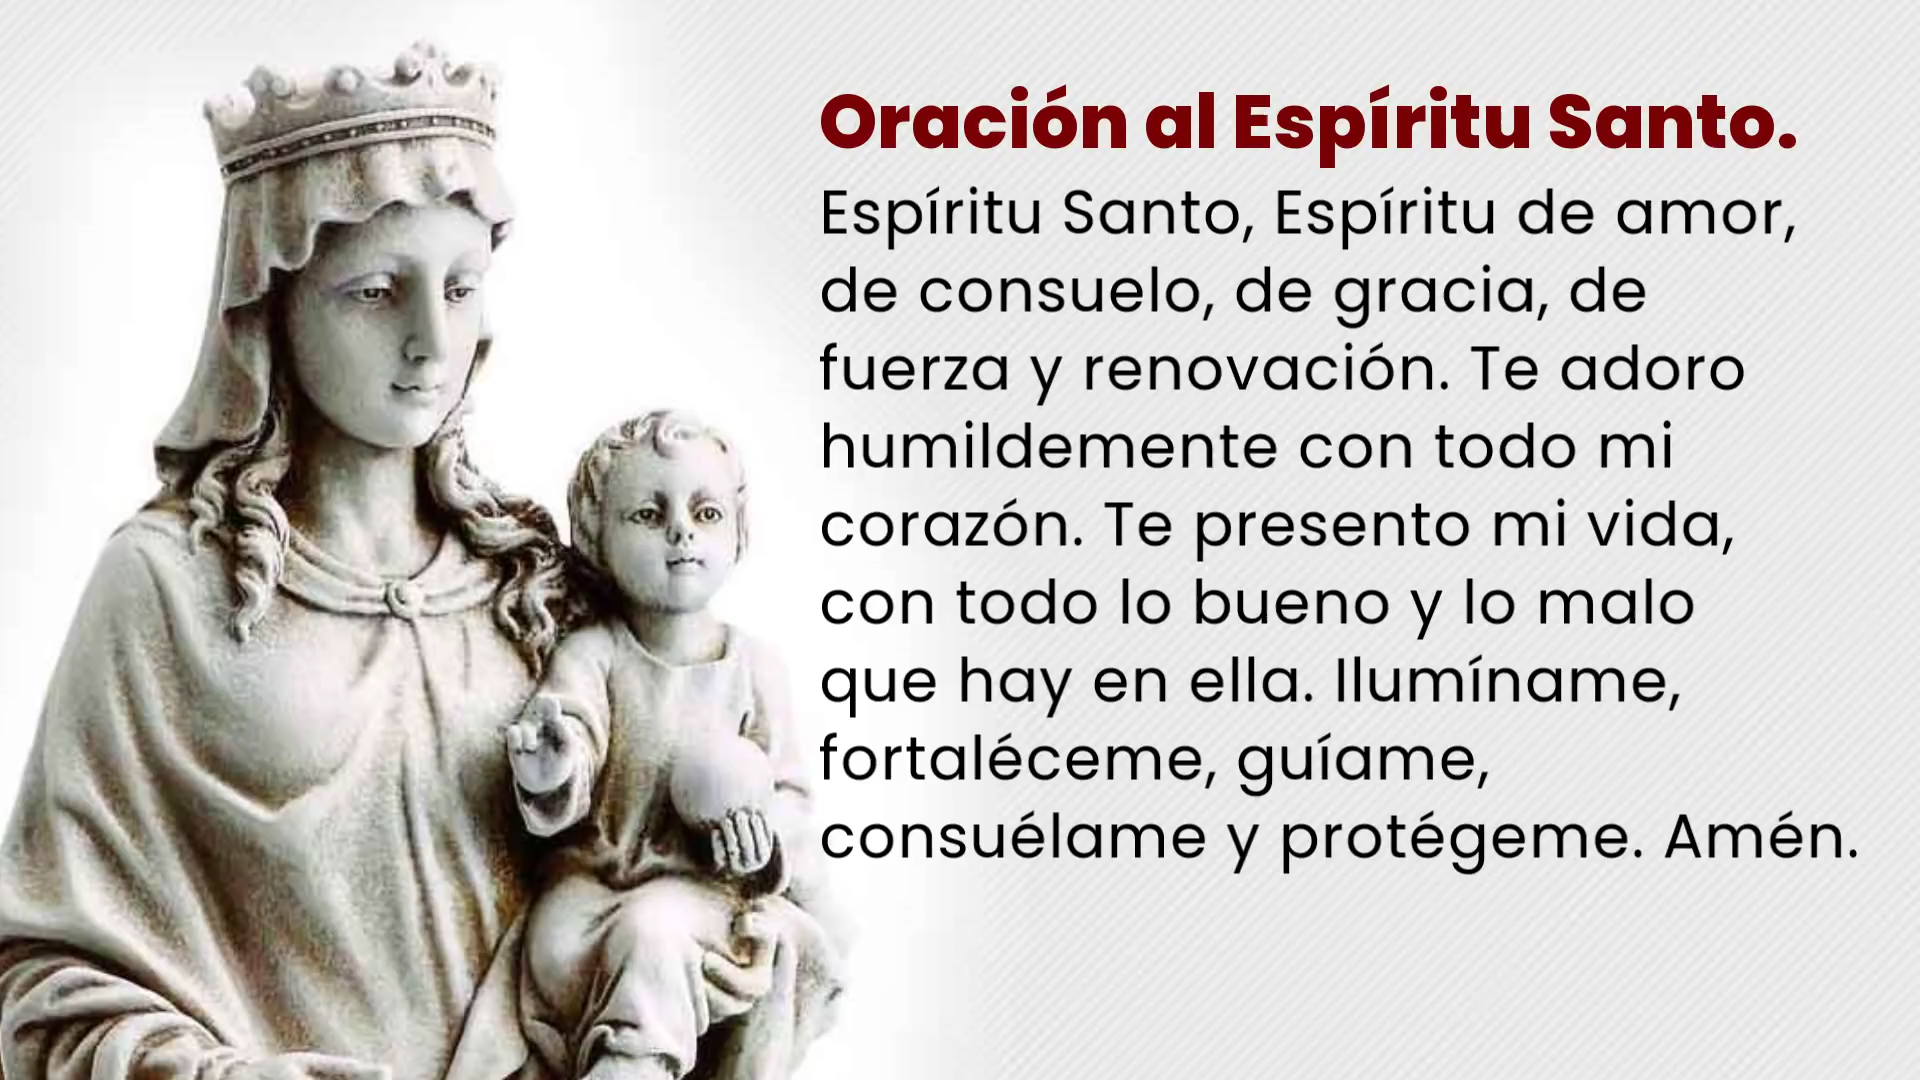 Oración al Espíritu Santo.
Espíritu Santo, Espíritu de amor,
de consuelo, de gracia, de
fuerza y renovación. Te adoro
humildemente con todo mi
corazón. Te presento mi vida,
con todo lo bueno y lo malo
que hay en ella. Ilumíname,
fortaléceme, guíame,
consuélame y protégeme. Amén.